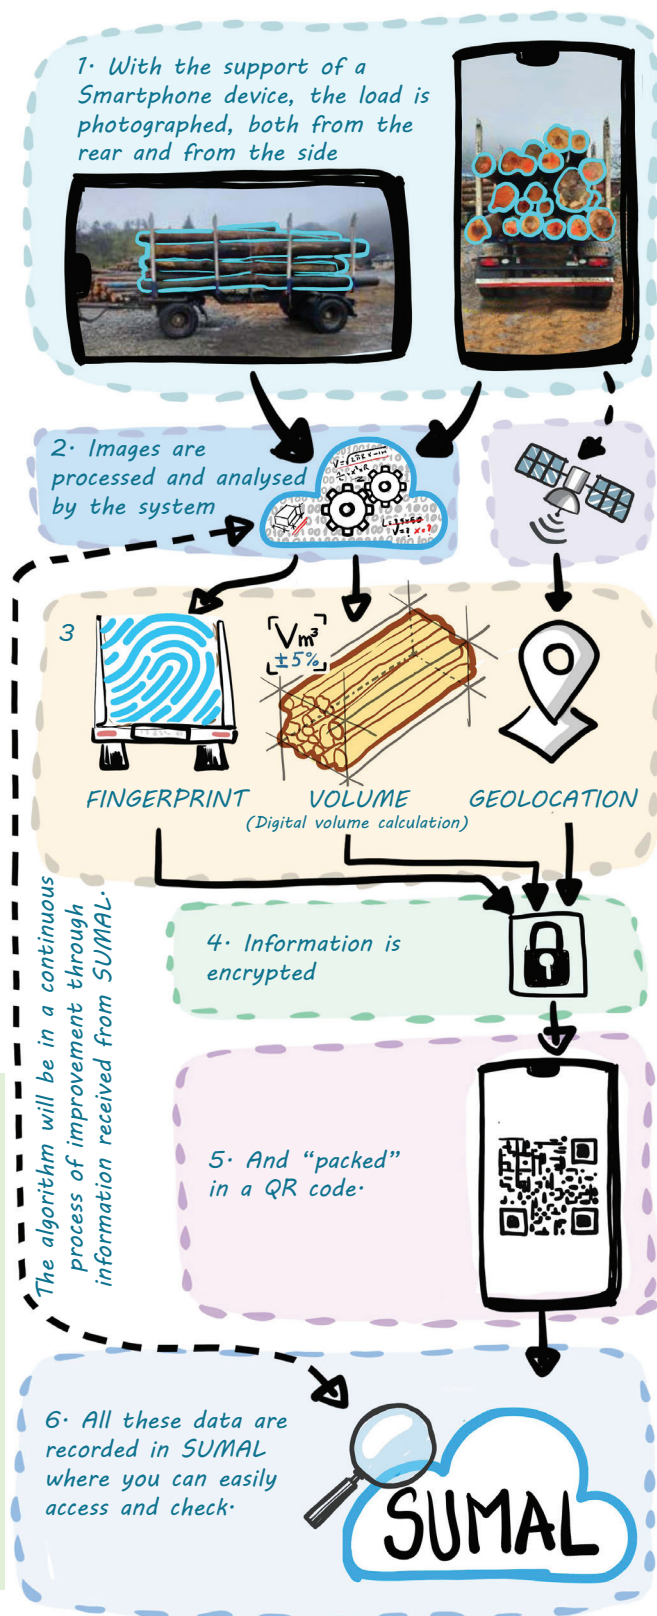 1. With the support of a
Smartphone device, the load is
photographed, both from the
rear and from the side
2. Images are
processed and analysed
by the system
3
Vm³
±5%
FINGERPRINT
VOLUME
(Digital volume calculation)
GEOLOCATION
The algorithm will be in a continuous
process of improvement through
information received from SUMAL.
4. Information is
encrypted
5. And “packed”
in a QR code.
6. All these data are
recorded in SUMAL
where you can easily
access and check.
SUMAL